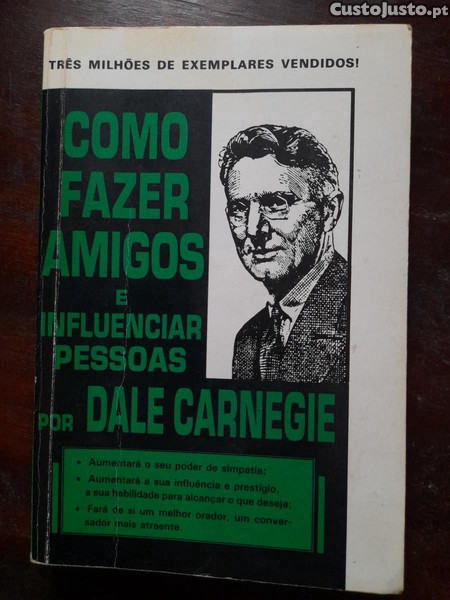 CustoJusto.pt
TRÊS MILHÕES DE EXEMPLARES VENDIDOS!
COMO
FAZER
AMIGOS
E
INFLUENCIAR
PESSOAS
POR DALE CARNEGIE
• Aumentará o seu poder de simpatia;
• Aumentará a sua influência e prestígio,
a sua habilidade para alcançar o que deseja;
• Fará de si um melhor orador, um conver-
sador mais atraente.